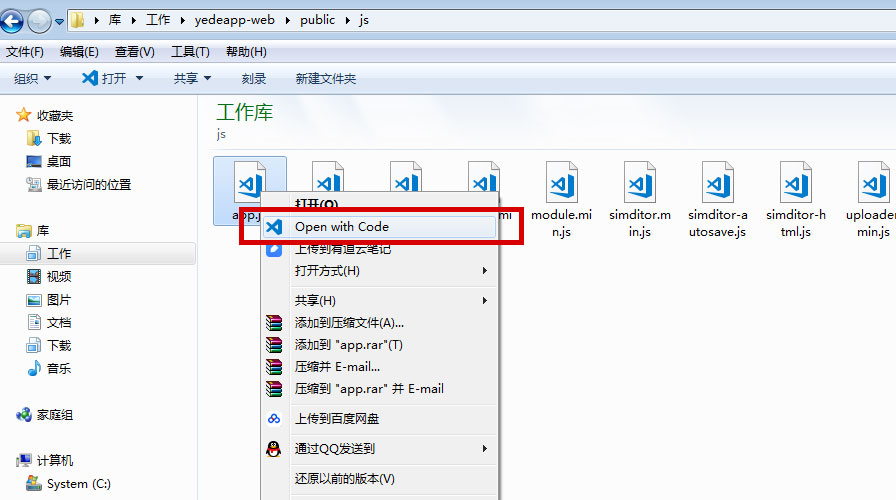 库 ▸ 工作 ▸ yedeapp-web ▸ public ▸ js
文件(F) 编辑(E) 查看(V) 工具(T) 帮助(H)
组织 打开 共享 刻录 新建文件夹
收藏夹
下载
桌面
最近访问的位置
库
工作
视频
图片
文档
下载
音乐
家庭组
计算机
System (C:)
工作库
js
module.min.js
simditor.min.js
simditor-autosave.js
simditor-html.js
打开(O)
Open with Code
上传到有道云笔记
打开方式(H)
共享(H)
添加到压缩文件(A)...
添加到 "app.rar"(T)
压缩并 E-mail...
压缩到 "app.rar" 并 E-mail
上传到百度网盘
通过QQ发送到
还原以前的版本(V)